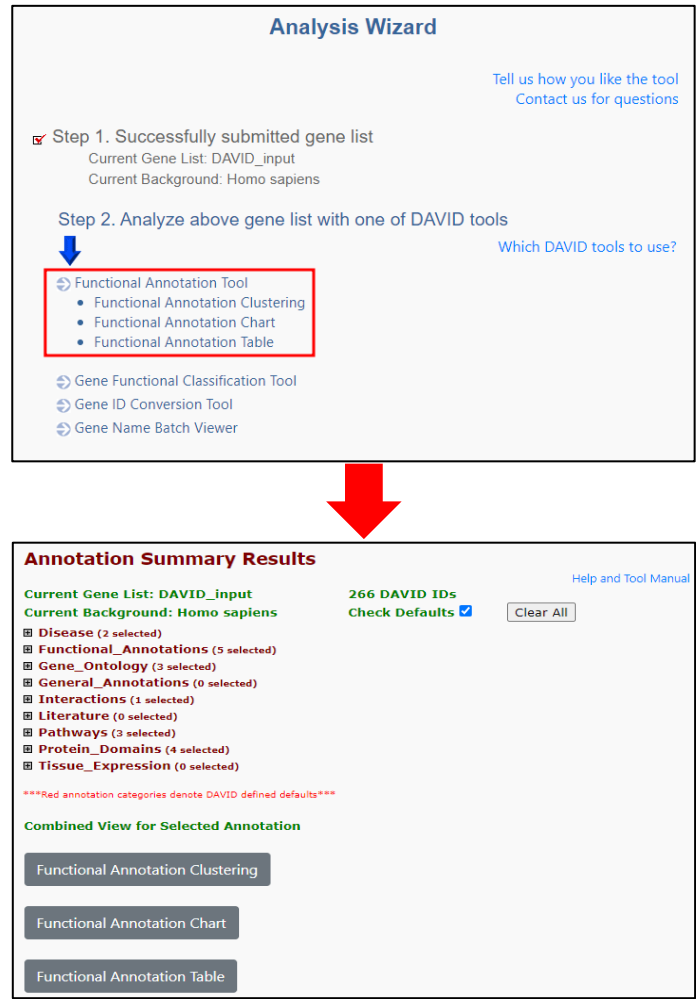 Analysis Wizard
Tell us how you like the tool
Contact us for questions
Step 1. Successfully submitted gene list
Current Gene List: DAVID_input
Current Background: Homo sapiens
Step 2. Analyze above gene list with one of DAVID tools
Which DAVID tools to use?
Functional Annotation Tool
Functional Annotation Clustering
Functional Annotation Chart
Functional Annotation Table
Gene Functional Classification Tool
Gene ID Conversion Tool
Gene Name Batch Viewer
Annotation Summary Results
Help and Tool Manual
Current Gene List: DAVID_input 266 DAVID IDs
Current Background: Homo sapiens Check Defaults Clear All
Disease (2 selected)
Functional_Annotations (5 selected)
Gene_Ontology (3 selected)
General_Annotations (0 selected)
Interactions (1 selected)
Literature (0 selected)
Pathways (3 selected)
Protein_Domains (4 selected)
Tissue_Expression (0 selected)
***Red annotation categories denote DAVID defined defaults***
Combined View for Selected Annotation
Functional Annotation Clustering
Functional Annotation Chart
Functional Annotation Table